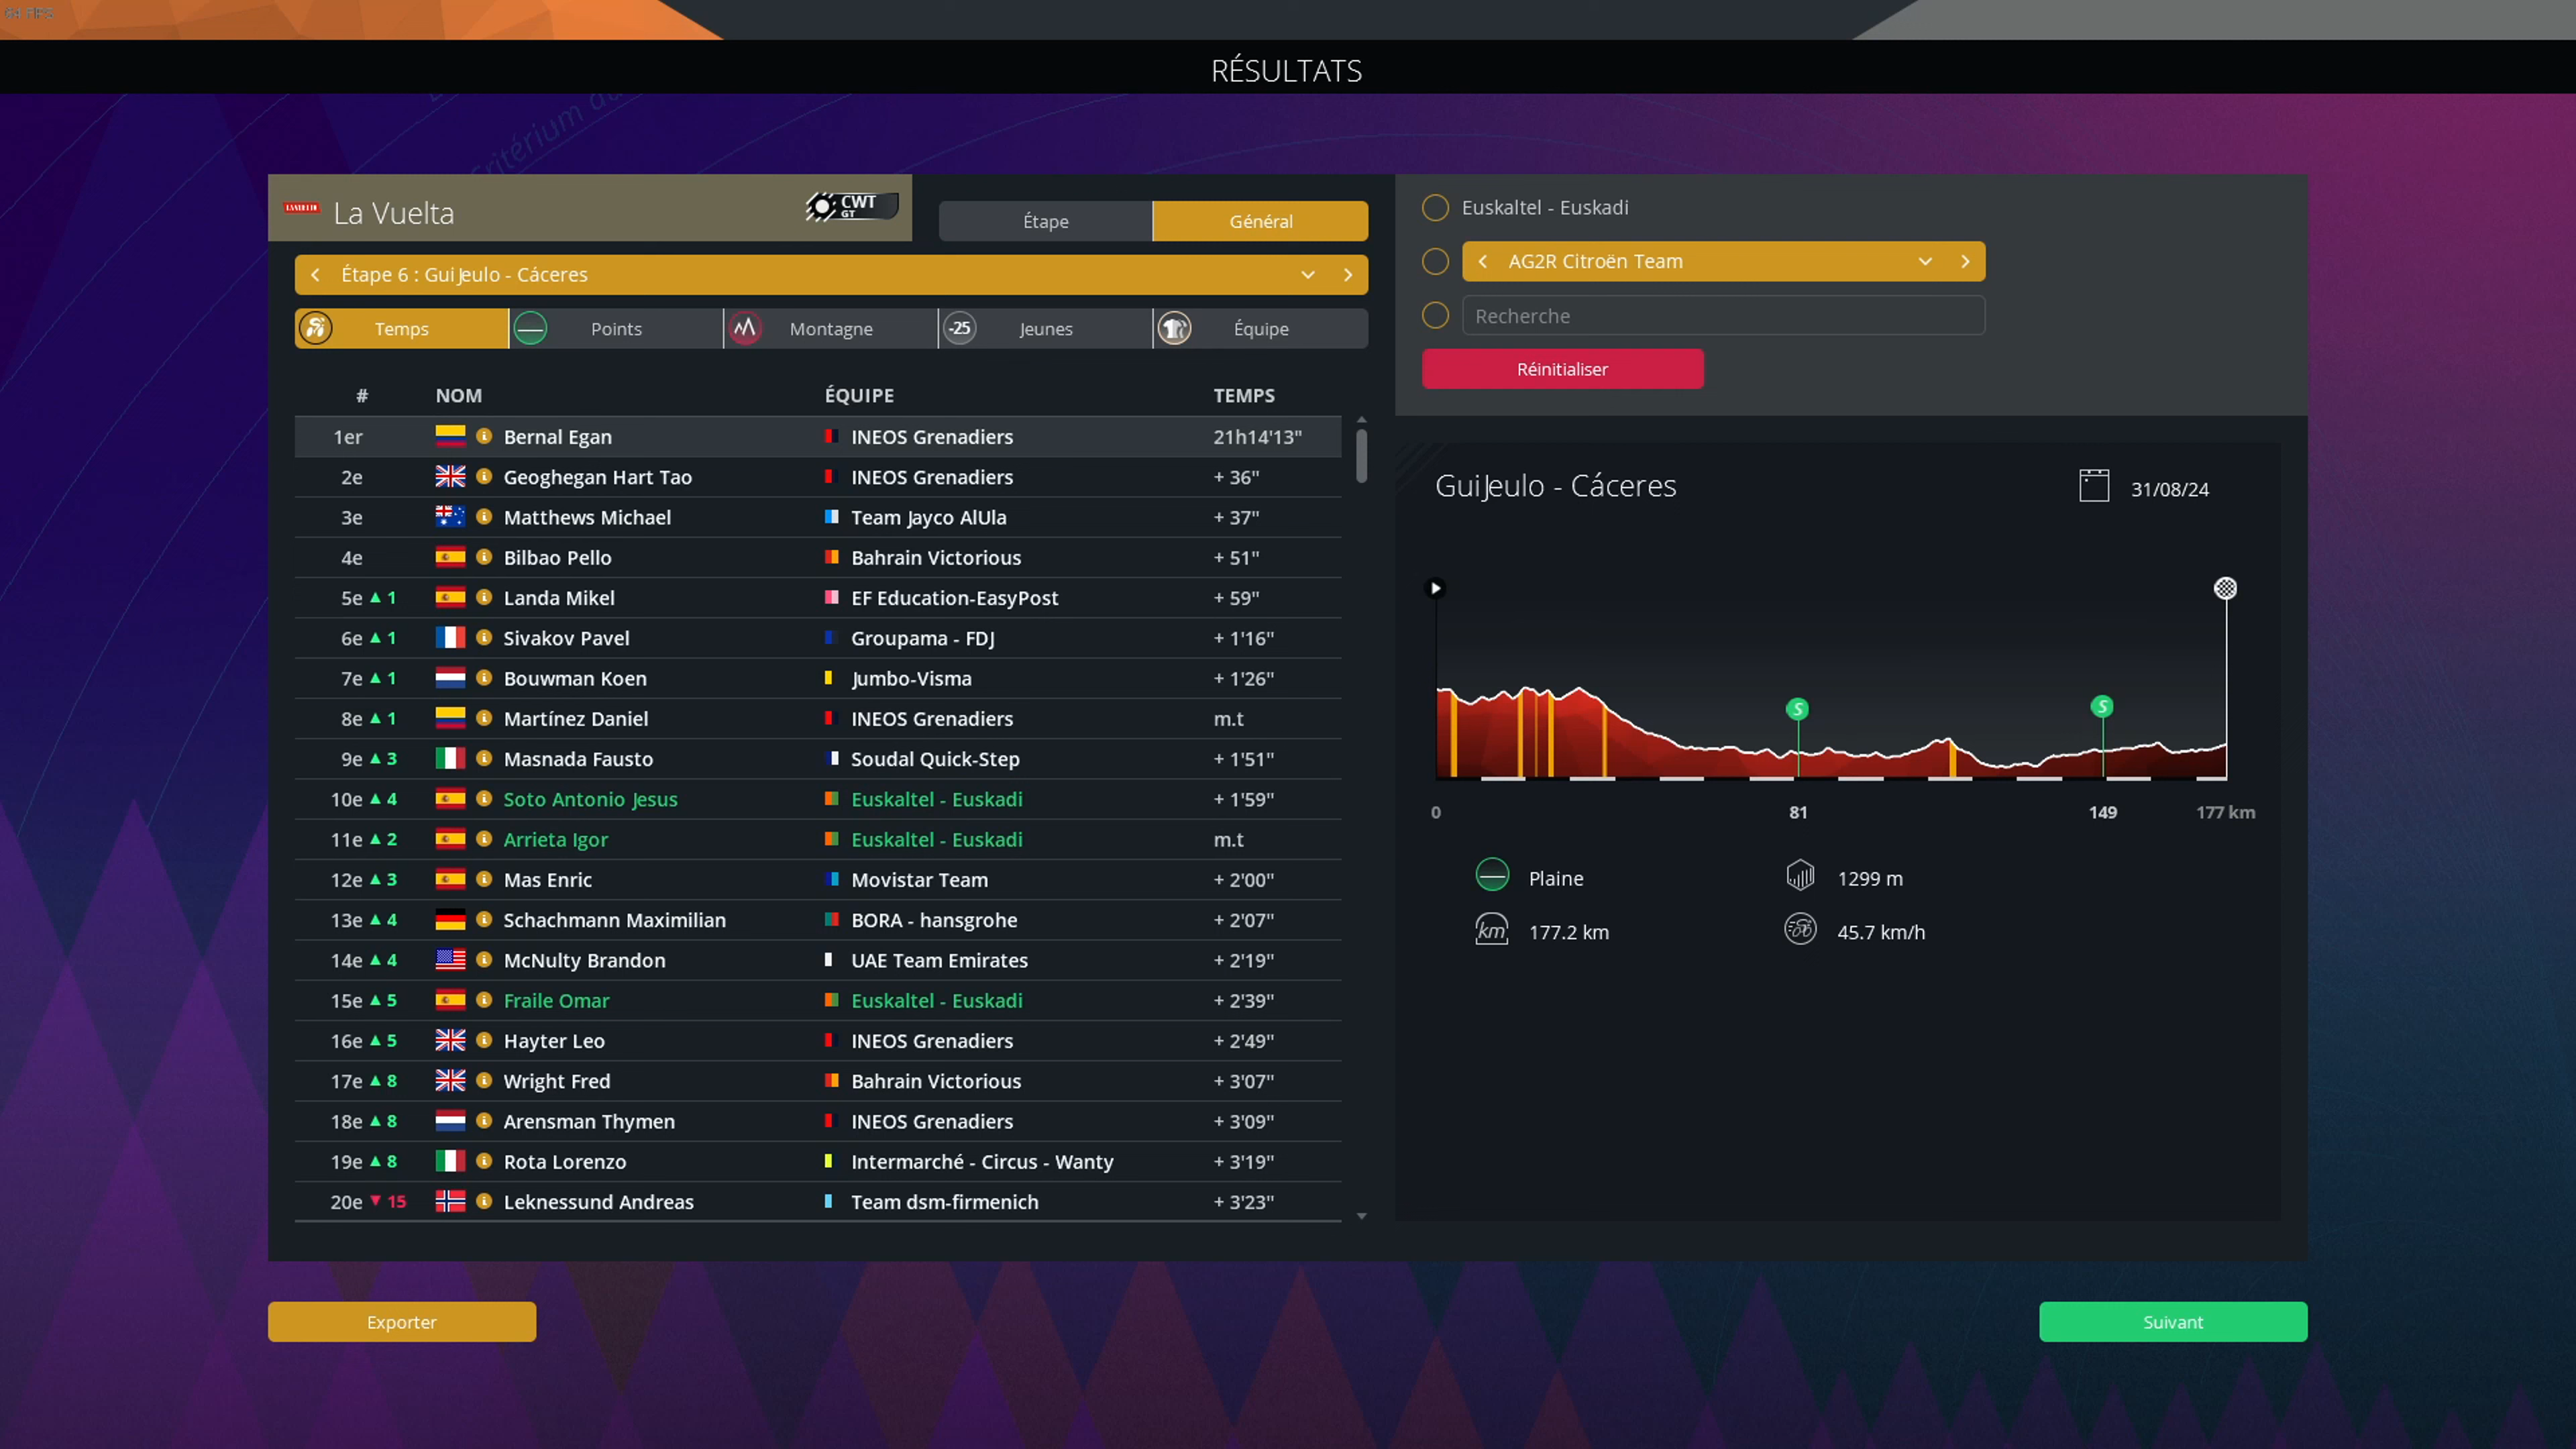 RÉSULTATS
La Vuelta
CWT
GT
Étape
Général
Étape 6 : GuiJeulo - Cáceres
Temps
Points
Montagne
-25
Jeunes
Équipe
# NOM ÉQUIPE TEMPS
1er Bernal Egan INEOS Grenadiers 21h14'13"
2e Geoghegan Hart Tao INEOS Grenadiers + 36"
3e Matthews Michael Team Jayco AlUla + 37"
4e Bilbao Pello Bahrain Victorious + 51"
5e ▲ 1 Landa Mikel EF Education-EasyPost + 59"
6e ▲ 1 Sivakov Pavel Groupama - FDJ + 1'16"
7e ▲ 1 Bouwman Koen Jumbo-Visma + 1'26"
8e ▲ 1 Martínez Daniel INEOS Grenadiers m.t
9e ▲ 3 Masnada Fausto Soudal Quick-Step + 1'51"
10e ▲ 4 Soto Antonio Jesus Euskaltel - Euskadi + 1'59"
11e ▲ 2 Arrieta Igor Euskaltel - Euskadi m.t
12e ▲ 3 Mas Enric Movistar Team + 2'00"
13e ▲ 4 Schachmann Maximilian BORA - hansgrohe + 2'07"
14e ▲ 4 McNulty Brandon UAE Team Emirates + 2'19"
15e ▲ 5 Fraile Omar Euskaltel - Euskadi + 2'39"
16e ▲ 5 Hayter Leo INEOS Grenadiers + 2'49"
17e ▲ 8 Wright Fred Bahrain Victorious + 3'07"
18e ▲ 8 Arensman Thymen INEOS Grenadiers + 3'09"
19e ▲ 8 Rota Lorenzo Intermarché - Circus - Wanty + 3'19"
20e ▼ 15 Leknessund Andreas Team dsm-firmenich + 3'23"
Euskaltel - Euskadi
AG2R Citroën Team
Recherche
Réinitialiser
GuiJeulo - Cáceres
31/08/24
S
S
0 81 149 177 km
Plaine
1299 m
km 177.2 km
45.7 km/h
Exporter
Suivant